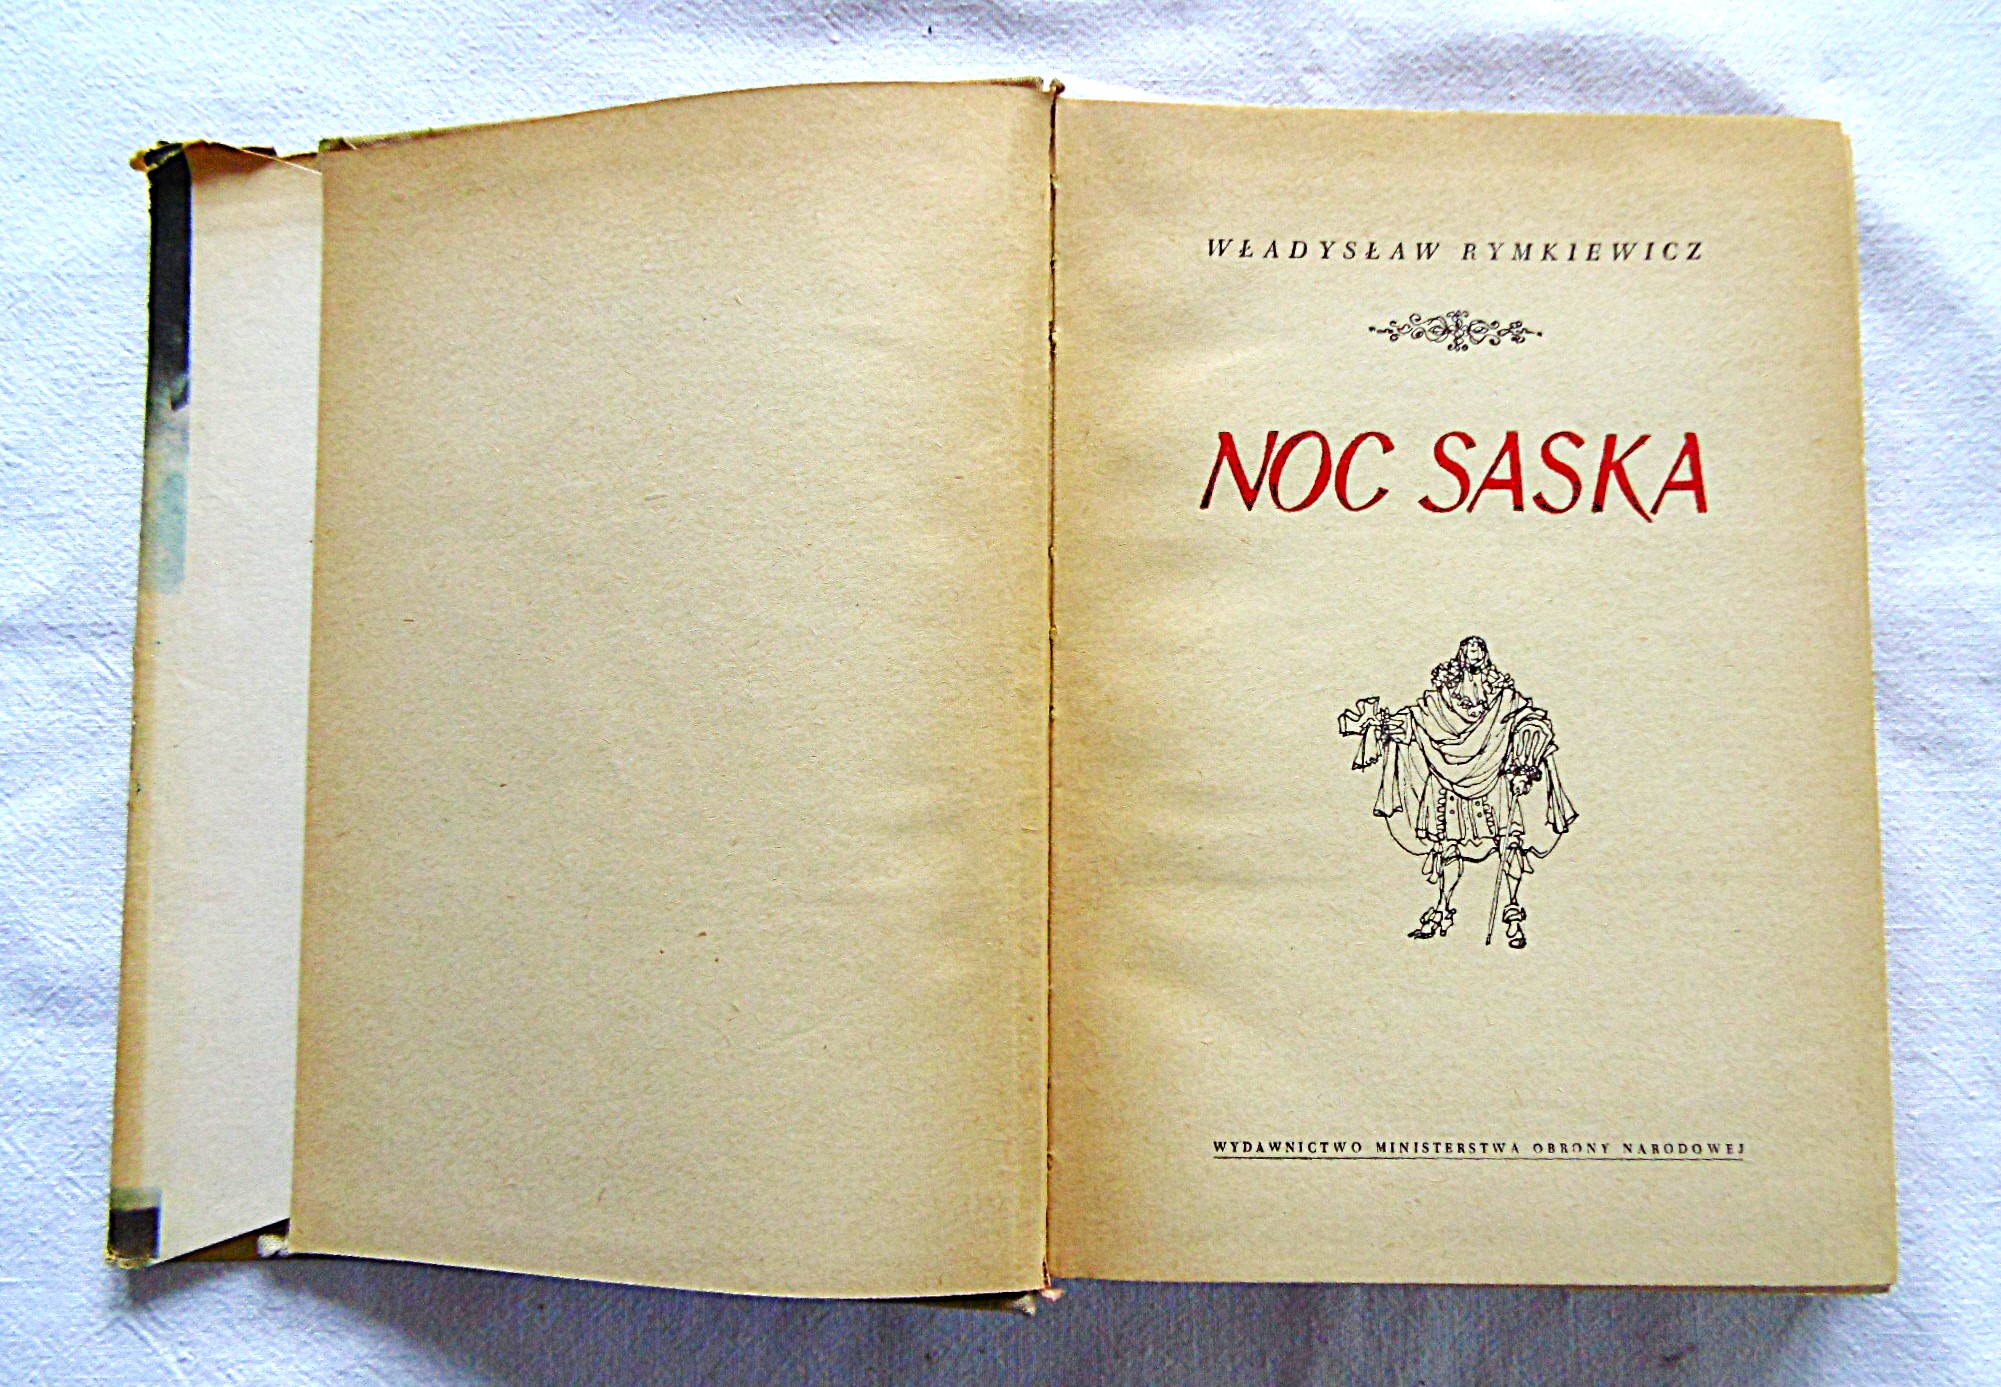 WŁADYSŁAW RYMKIEWICZ
NOC SASKA
WYDAWNICTWO MINISTERSTWA OBRONY NARODOWEJ